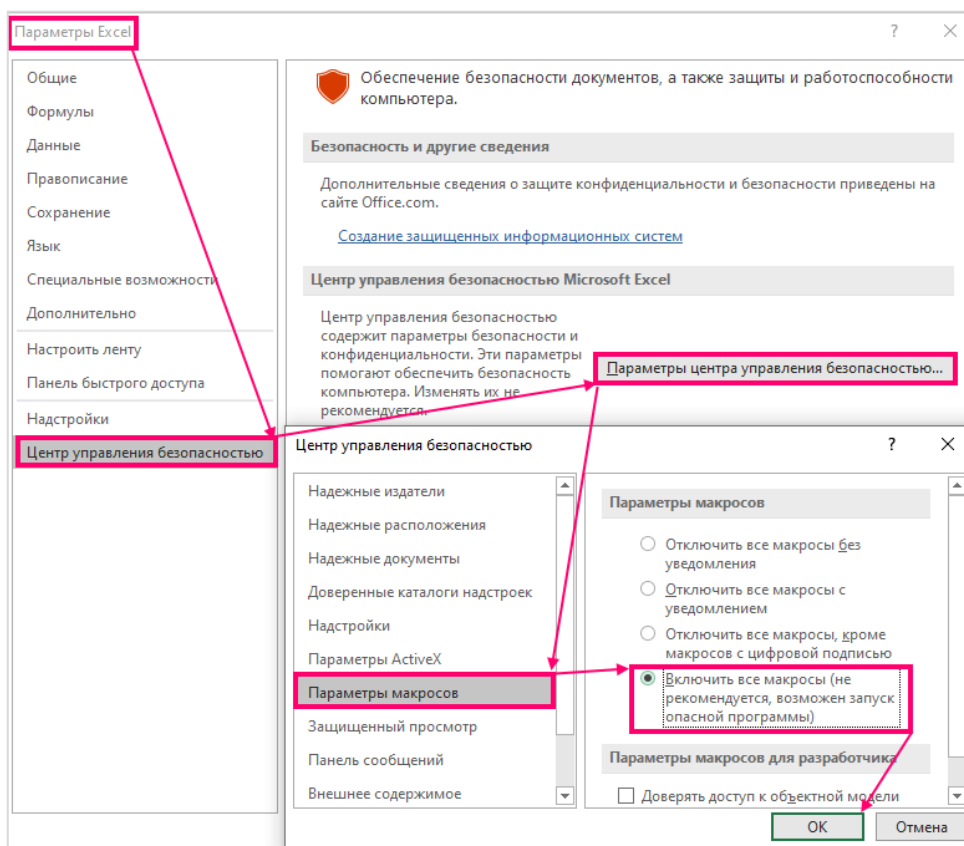 Параметры Excel
?
Общие
Формулы
Данные
Правописание
Сохранение
Язык
Специальные возможности
Дополнительно
Настроить ленту
Панель быстрого доступа
Надстройки
Центр управления безопасностью
Обеспечение безопасности документов, а также защиты и работоспособности
компьютера.
Безопасность и другие сведения
Дополнительные сведения о защите конфиденциальности и безопасности приведены на
сайте Office.com.
Создание защищенных информационных систем
Центр управления безопасностью Microsoft Excel
Центр управления безопасностью
содержит параметры безопасности и
конфиденциальности. Эти параметры
помогают обеспечить безопасность
компьютера. Изменять их не
рекомендуется.
Параметры центра управления безопасностью...
Центр управления безопасностью
?
Надежные издатели
Надежные расположения
Надежные документы
Доверенные каталоги надстроек
Надстройки
Параметры ActiveX
Параметры макросов
Защищенный просмотр
Панель сообщений
Внешнее содержимое
Параметры макросов
Отключить все макросы без
уведомления
Отключить все макросы с
уведомлением
Отключить все макросы, кроме
макросов с цифровой подписью
Включить все макросы (не
рекомендуется, возможен запуск
опасной программы)
Параметры макросов для разработчика
Доверять доступ к объектной модели
ОК
Отмена